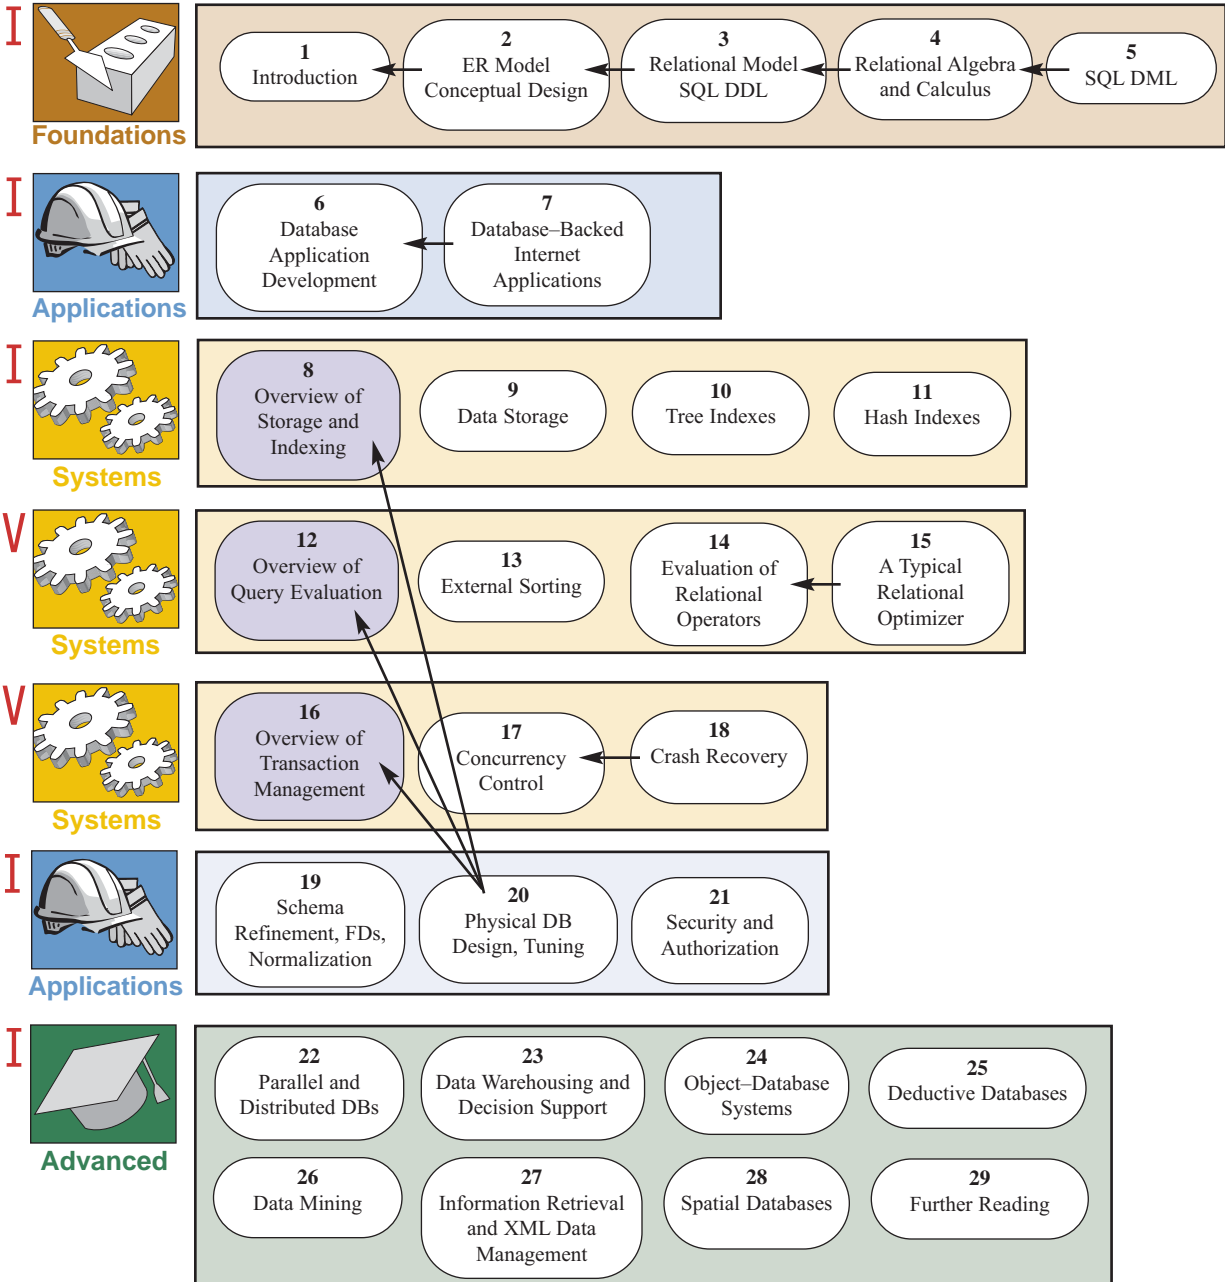 I
Foundations
1
Introduction
2
ER Model
Conceptual Design
3
Relational Model
SQL DDL
4
Relational Algebra
and Calculus
5
SQL DML
I
Applications
6
Database
Application
Development
7
Database–Backed
Internet
Applications
I
Systems
8
Overview of
Storage and
Indexing
9
Data Storage
10
Tree Indexes
11
Hash Indexes
V
Systems
12
Overview of
Query Evaluation
13
External Sorting
14
Evaluation of
Relational
Operators
15
A Typical
Relational
Optimizer
V
Systems
16
Overview of
Transaction
Management
17
Concurrency
Control
18
Crash Recovery
I
Applications
19
Schema
Refinement, FDs,
Normalization
20
Physical DB
Design, Tuning
21
Security and
Authorization
I
Advanced
22
Parallel and
Distributed DBs
23
Data Warehousing and
Decision Support
24
Object–Database
Systems
25
Deductive Databases
26
Data Mining
27
Information Retrieval
and XML Data
Management
28
Spatial Databases
29
Further Reading